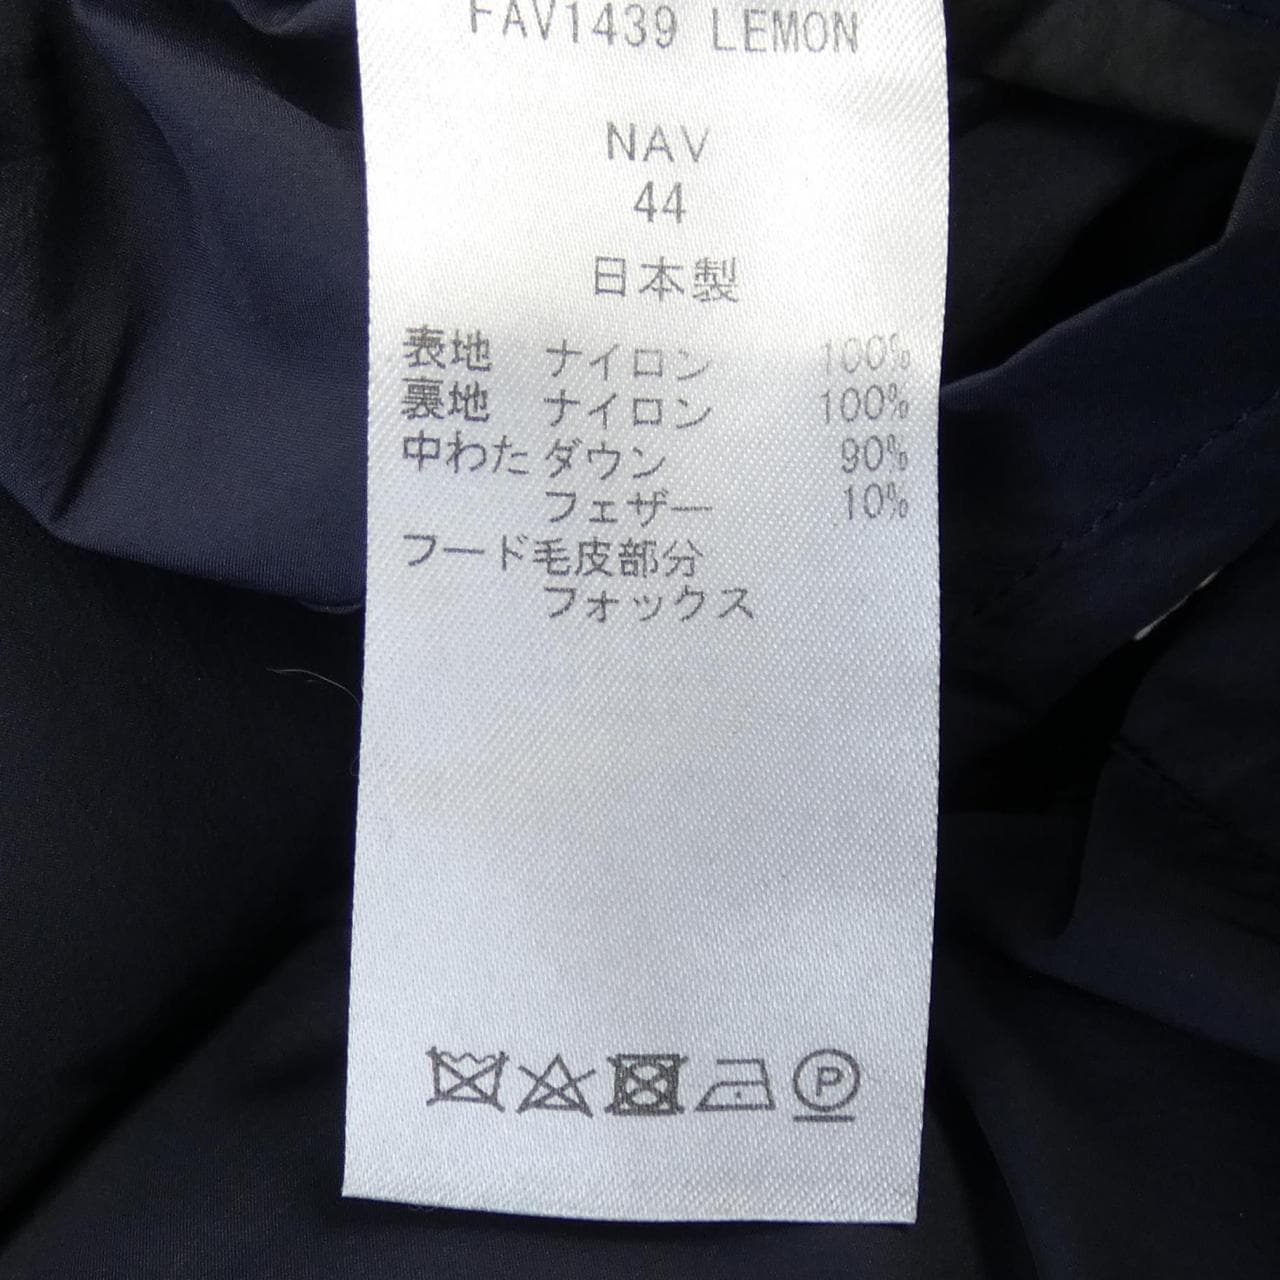 FAV1439 LEMON
NAV
44
日本製
表地 ナイロン 100%
裏地 ナイロン 100%
中わた ダウン 90%
フェザー 10%
フード毛皮部分
フォックス
P